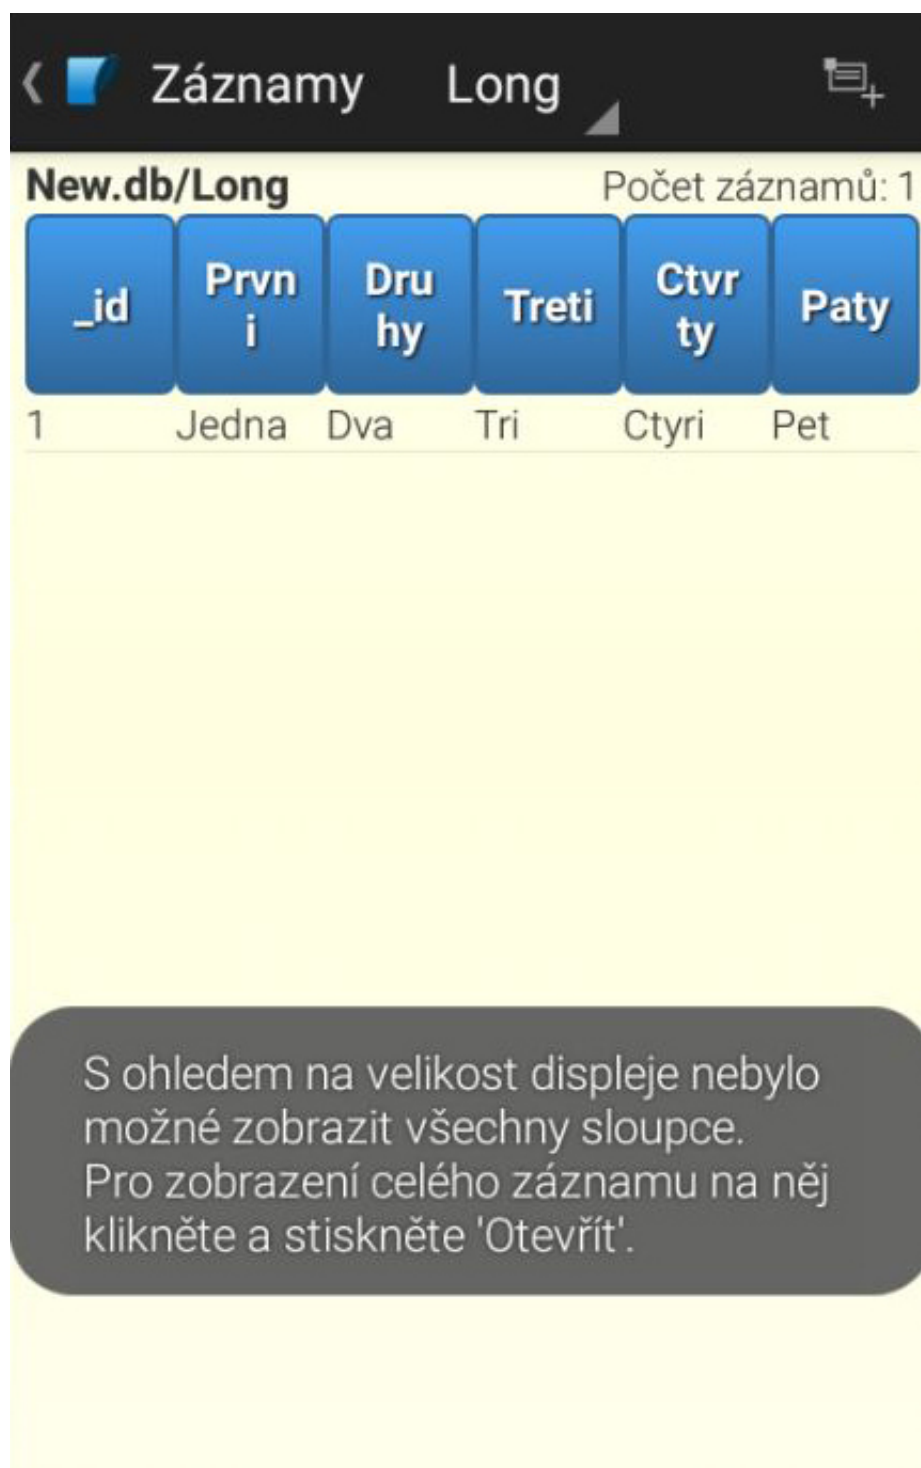 Záznamy Long
New.db/Long Počet záznamů: 1
_id Prvn
i Dru
hy Treti Ctvr
ty Paty
1 Jedna Dva Tri Ctyri Pet
S ohledem na velikost displeje nebylo
možné zobrazit všechny sloupce.
Pro zobrazení celého záznamu na něj
klikněte a stiskněte 'Otevřít'.